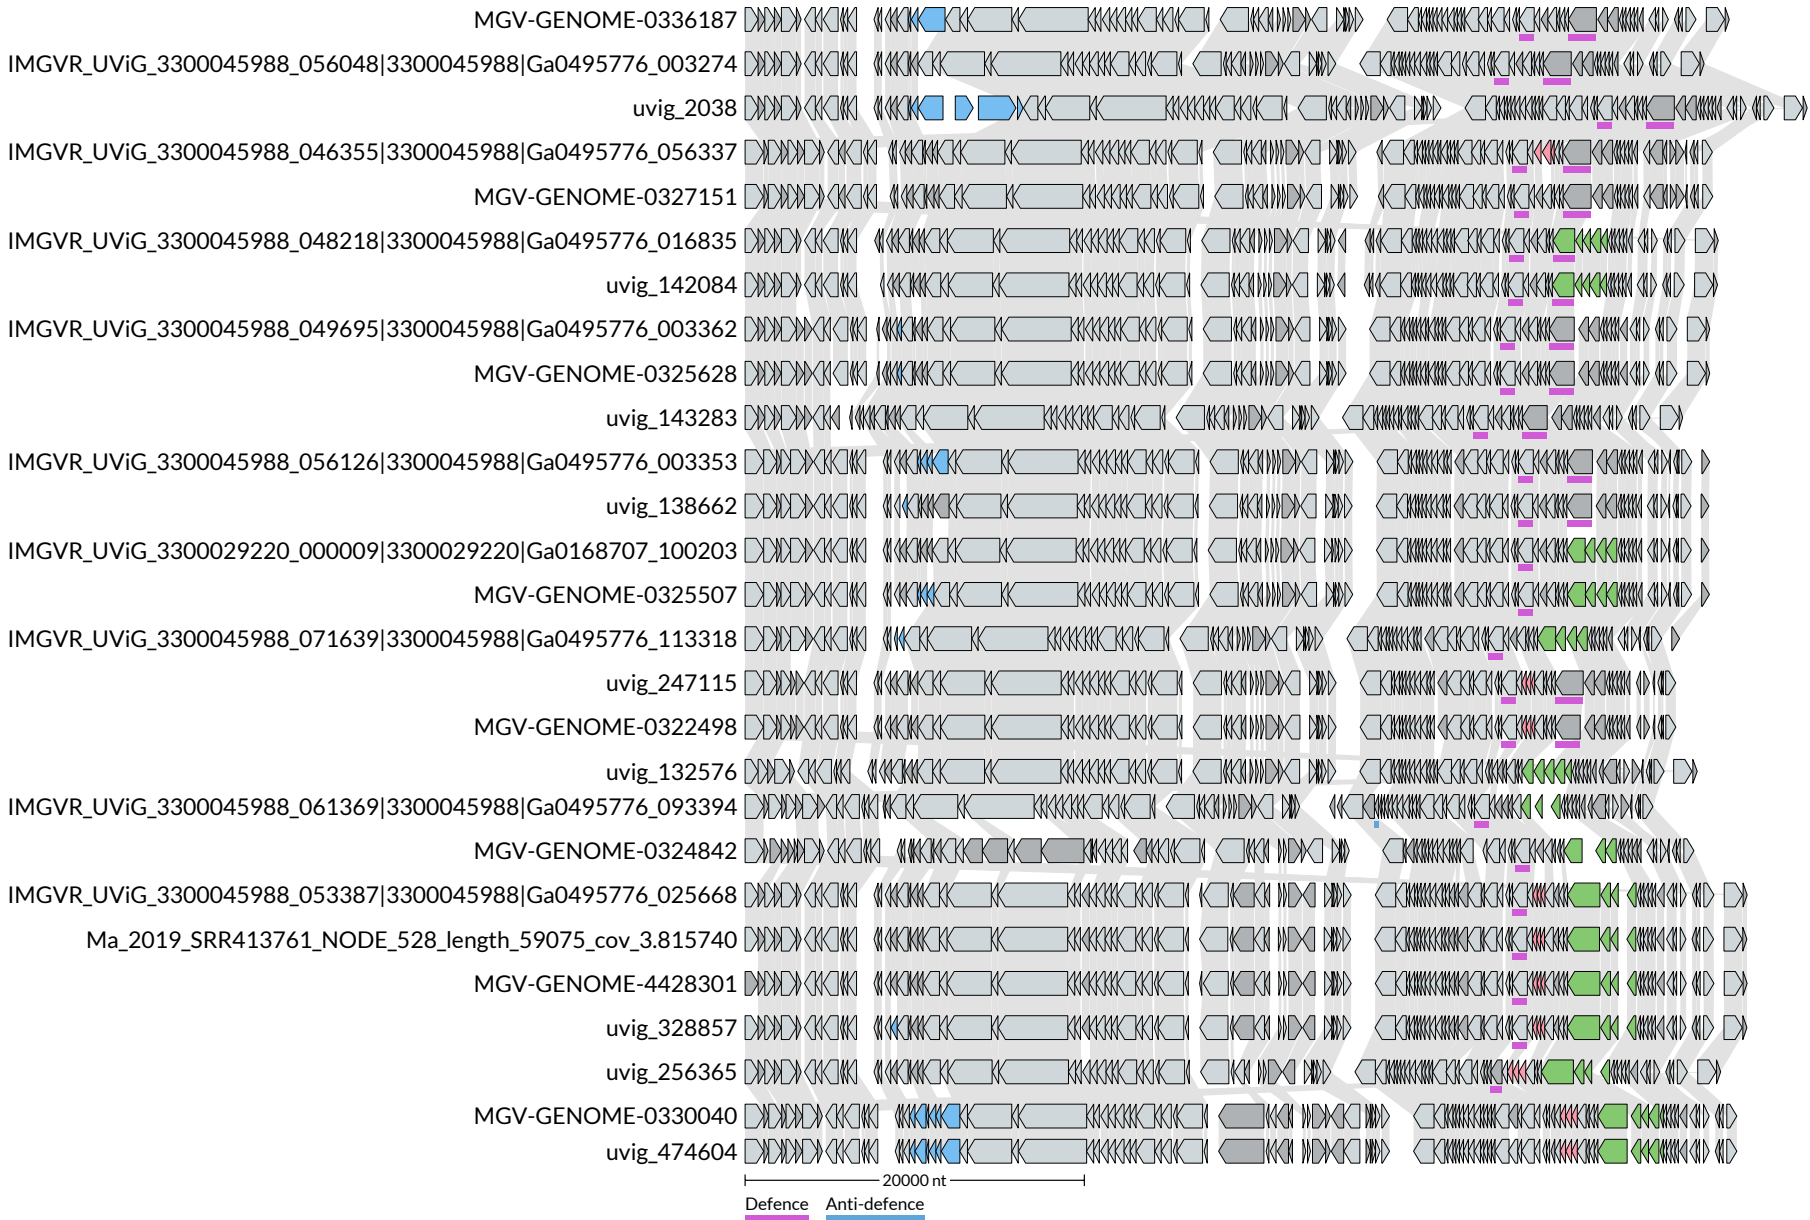 MGV-GENOME-0336187
IMGVR_UViG_3300045988_056048|3300045988|Ga0495776_003274
uvig_2038
IMGVR_UViG_3300045988_046355|3300045988|Ga0495776_056337
MGV-GENOME-0327151
IMGVR_UViG_3300045988_048218|3300045988|Ga0495776_016835
uvig_142084
IMGVR_UViG_3300045988_049695|3300045988|Ga0495776_003362
MGV-GENOME-0325628
uvig_143283
IMGVR_UViG_3300045988_056126|3300045988|Ga0495776_003353
uvig_138662
IMGVR_UViG_3300029220_000009|3300029220|Ga0168707_100203
MGV-GENOME-0325507
IMGVR_UViG_3300045988_071639|3300045988|Ga0495776_113318
uvig_247115
MGV-GENOME-0322498
uvig_132576
IMGVR_UViG_3300045988_061369|3300045988|Ga0495776_093394
MGV-GENOME-0324842
IMGVR_UViG_3300045988_053387|3300045988|Ga0495776_025668
Ma_2019_SRR413761_NODE_528_length_59075_cov_3.815740
MGV-GENOME-4428301
uvig_328857
uvig_256365
MGV-GENOME-0330040
uvig_474604
20000 nt
Defence Anti-defence